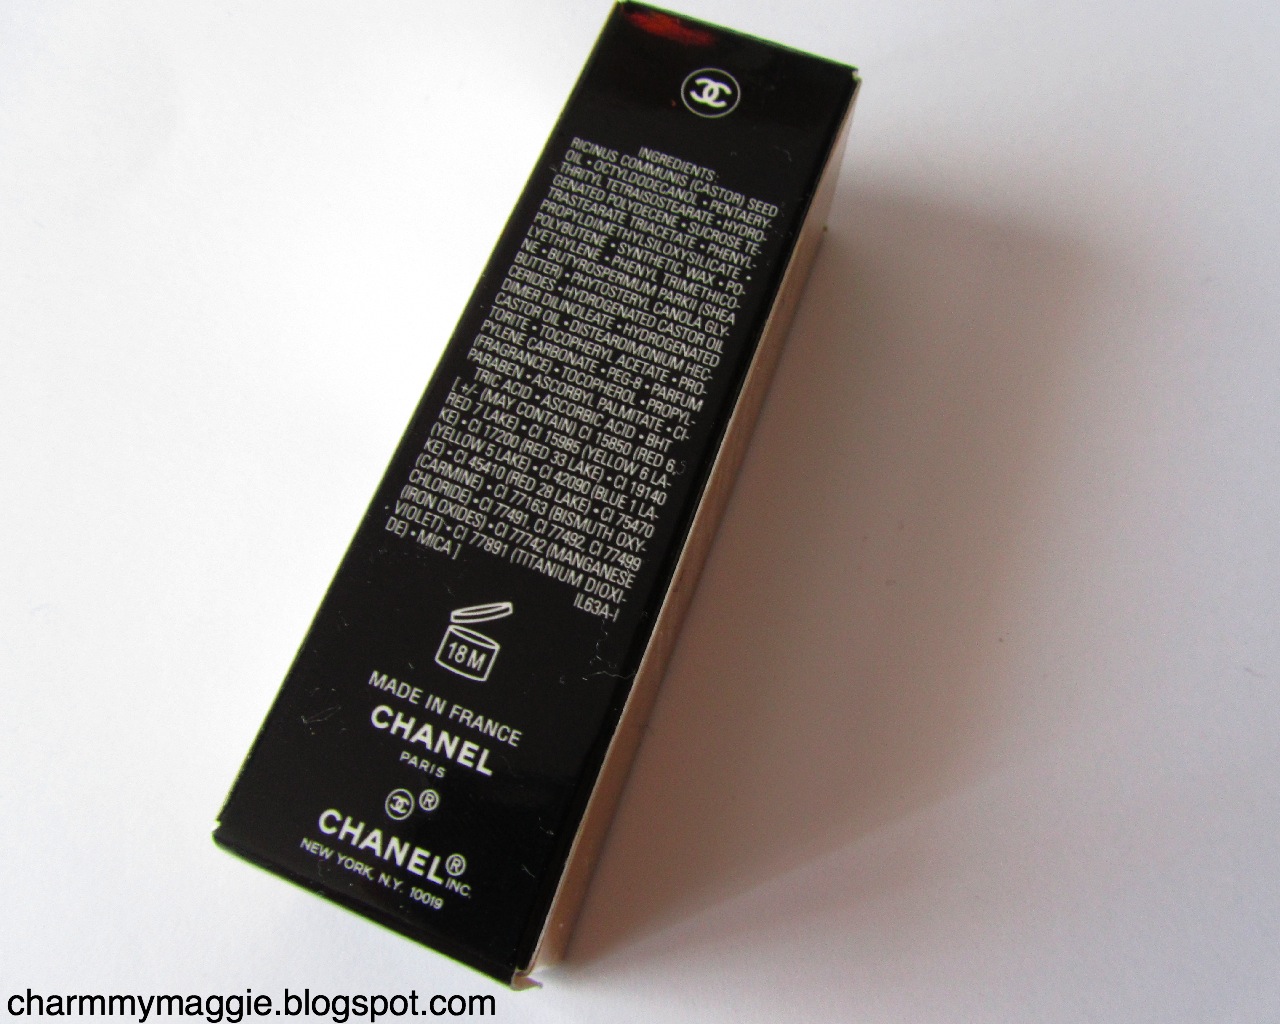 INGREDIENTS:
RICINUS COMMUNIS (CASTOR) SEED
OIL • OCTYLDODECANOL • PENTAERY-
THRITYL TETRAISOSTEARATE • HYDRO-
GENATED POLYDECENE • SUCROSE TE-
TRASTEARATE TRIACETATE • PHENYL-
PROPYLDIMETHYLSILOXYSILICATE •
POLYBUTENE • SYNTHETIC WAX • PO-
LYETHYLENE • PHENYL TRIMETHICO-
NE • BUTYROSPERMUM PARKII (SHEA
BUTTER) • PHYTOSTERYL CANOLA GLY-
CERIDES • HYDROGENATED CASTOR OIL
DIMER DILINOLEATE • HYDROGENATED
CASTOR OIL • DISTEARDIMONIUM HEC-
TORITE • TOCOPHERYL ACETATE • PRO-
PYLENE CARBONATE • PEG-8 • PARFUM
(FRAGRANCE) • TOCOPHEROL • PROPYL-
PARABEN • ASCORBYL PALMITATE • CI-
TRIC ACID • ASCORBIC ACID • BHT
[ +/- (MAY CONTAIN) CI 15850 (RED 6,
RED 7 LAKE) • CI 15985 (YELLOW 6 LA-
KE) • CI 17200 (RED 33 LAKE) • CI 19140
(YELLOW 5 LAKE) • CI 42090 (BLUE 1 LA-
KE) • CI 45410 (RED 28 LAKE) • CI 75470
(CARMINE) • CI 77163 (BISMUTH OXY-
CHLORIDE) • CI 77491, CI 77492, CI 77499
(IRON OXIDES) • CI 77742 (MANGANESE
VIOLET) • CI 77891 (TITANIUM DIOXI-
DE) • MICA ]
IL63A-I
18 M
MADE IN FRANCE
CHANEL
PARIS
®
CHANEL®INC.
NEW YORK, N.Y. 10019
charmmymaggie.blogspot.com